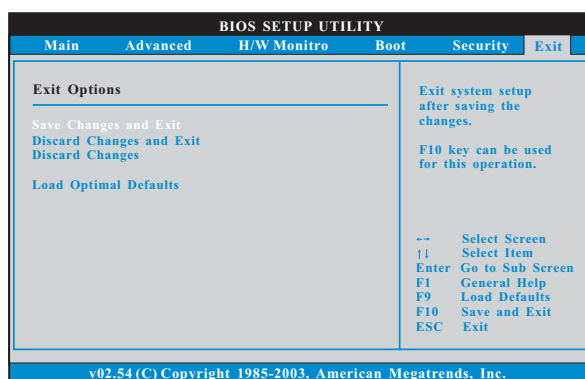 BIOS SETUP UTILITY
Main Advanced H/W Monitro Boot Security Exit
Exit Options
Save Changes and Exit
Discard Changes and Exit
Discard Changes
Load Optimal Defaults
Exit system setup
after saving the
changes.
F10 key can be used
for this operation.
←→ Select Screen
↑↓ Select Item
Enter Go to Sub Screen
F1 General Help
F9 Load Defaults
F10 Save and Exit
ESC Exit
v02.54 (C) Copyright 1985-2003, American Megatrends, Inc.